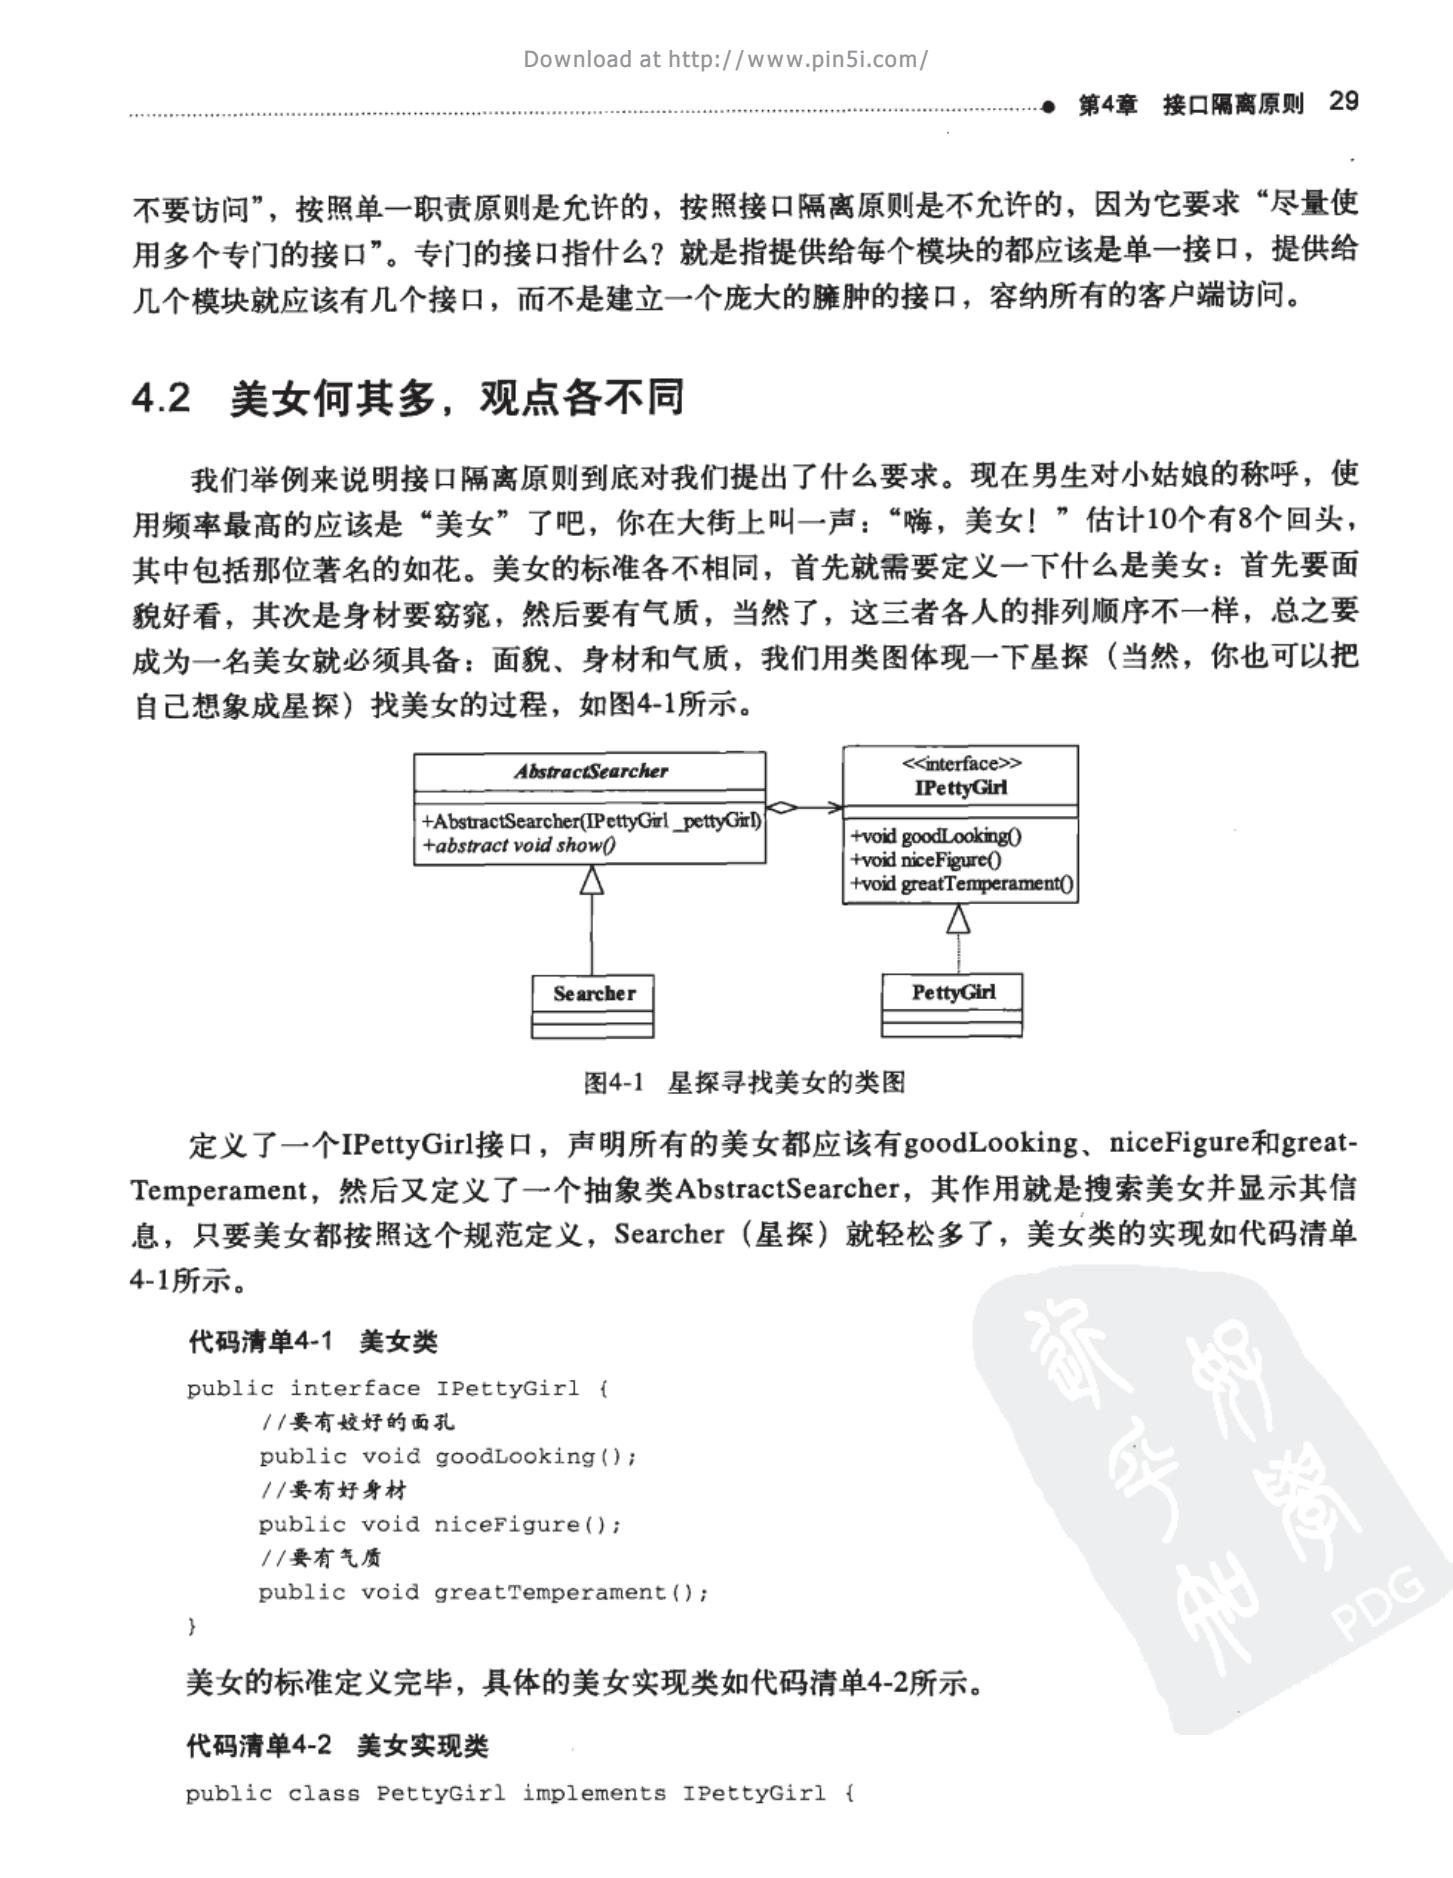 Download at http://www.pin5i.com/
第4章 接口隔离原则 29
不要访问”，按照单一职责原则是允许的，按照接口隔离原则是不允许的，因为它要求“尽量使
用多个专门的接口”。专门的接口指什么？就是指提供给每个模块的都应该是单一接口，提供给
几个模块就应该有几个接口，而不是建立一个庞大的臃肿的接口，容纳所有的客户端访问。
4.2 美女何其多，观点各不同
我们举例来说明接口隔离原则到底对我们提出了什么要求。现在男生对小姑娘的称呼，使
用频率最高的应该是“美女”了吧，你在大街上叫一声：“嗨，美女！”估计10个有8个回头，
其中包括那位著名的如花。美女的标准各不相同，首先就需要定义一下什么是美女：首先要面
貌好看，其次是身材要窈窕，然后要有气质，当然了，这三者各人的排列顺序不一样，总之要
成为一名美女就必须具备：面貌、身材和气质，我们用类图体现一下星探（当然，你也可以把
自己想象成星探）找美女的过程，如图4-1所示。
AbstractSearcher
+AbstractSearcher(IPettyGirl _pettyGirl)
+abstract void show()
<<interface>>
IPettyGirl
+void goodLooking()
+void niceFigure()
+void greatTemperament()
Searcher
PettyGirl
图4-1 星探寻找美女的类图
定义了一个IPettyGirl接口，声明所有的美女都应该有goodLooking、niceFigure和great-
Temperament，然后又定义了一个抽象类AbstractSearcher，其作用就是搜索美女并显示其信
息，只要美女都按照这个规范定义，Searcher（星探）就轻松多了，美女类的实现如代码清单
4-1所示。
代码清单4-1 美女类
public interface IPettyGirl {
//要有姣好的面孔
public void goodLooking();
//要有好身材
public void niceFigure();
//要有气质
public void greatTemperament();
}
美女的标准定义完毕，具体的美女实现类如代码清单4-2所示。
代码清单4-2 美女实现类
public class PettyGirl implements IPettyGirl {
PDG